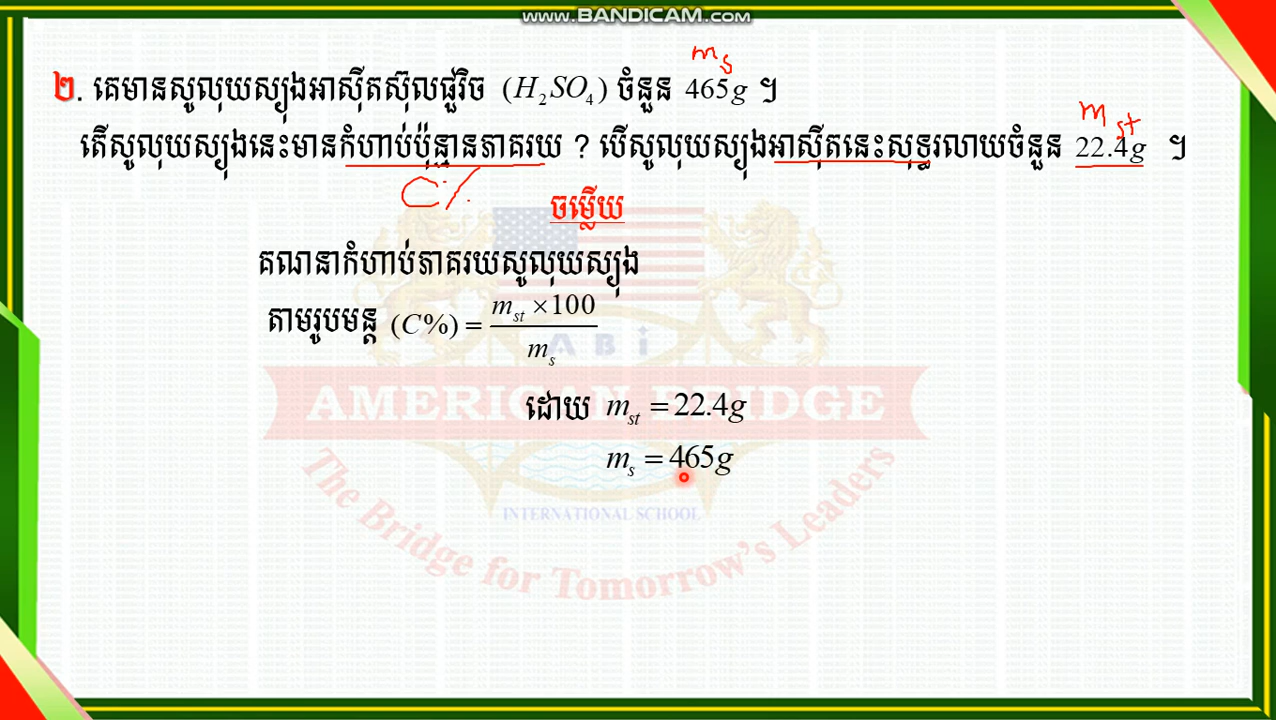 www.BANDICAM.com
ms
២. គេមានសូលុយស្យុងអាស៊ីតស៊ុលផួរិច (H₂SO₄) ចំនួន 465g ។
mst
តើសូលុយស្យុងនេះមានកំហាប់ប៉ុន្មានភាគរយ ? បើសូលុយស្យុងអាស៊ីតនេះសុទ្ធរលាយចំនួន 22.4g ។
C%
ចម្លើយ
គណនាកំហាប់ភាគរយសូលុយស្យុង
តាមរូបមន្ត (C%) = mst ×100 / ms
ABi
AMERICAN BRIDGE
ដោយ mst = 22.4g
ms = 465g
INTERNATIONAL SCHOOL
The Bridge for Tomorrow's Leaders